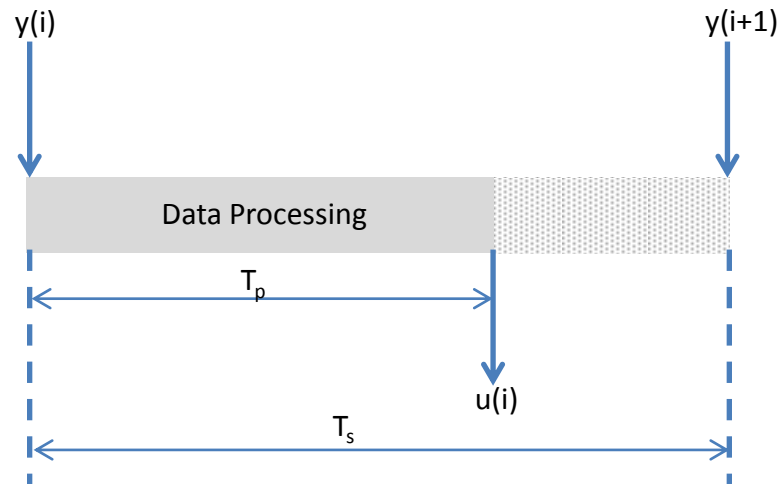 y(i)
y(i+1)
Data Processing
Tp
u(i)
Ts